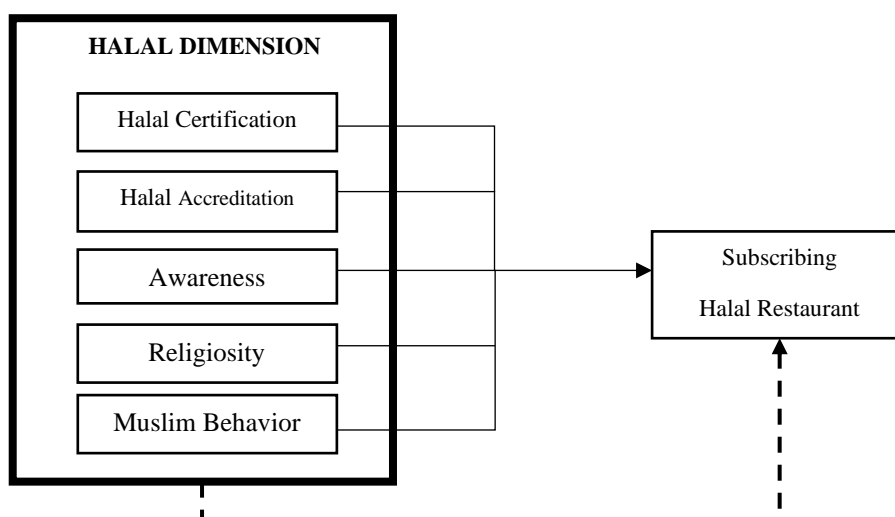 HALAL DIMENSION
Halal Certification
Halal Accreditation
Awareness
Religiosity
Muslim Behavior
Subscribing
Halal Restaurant